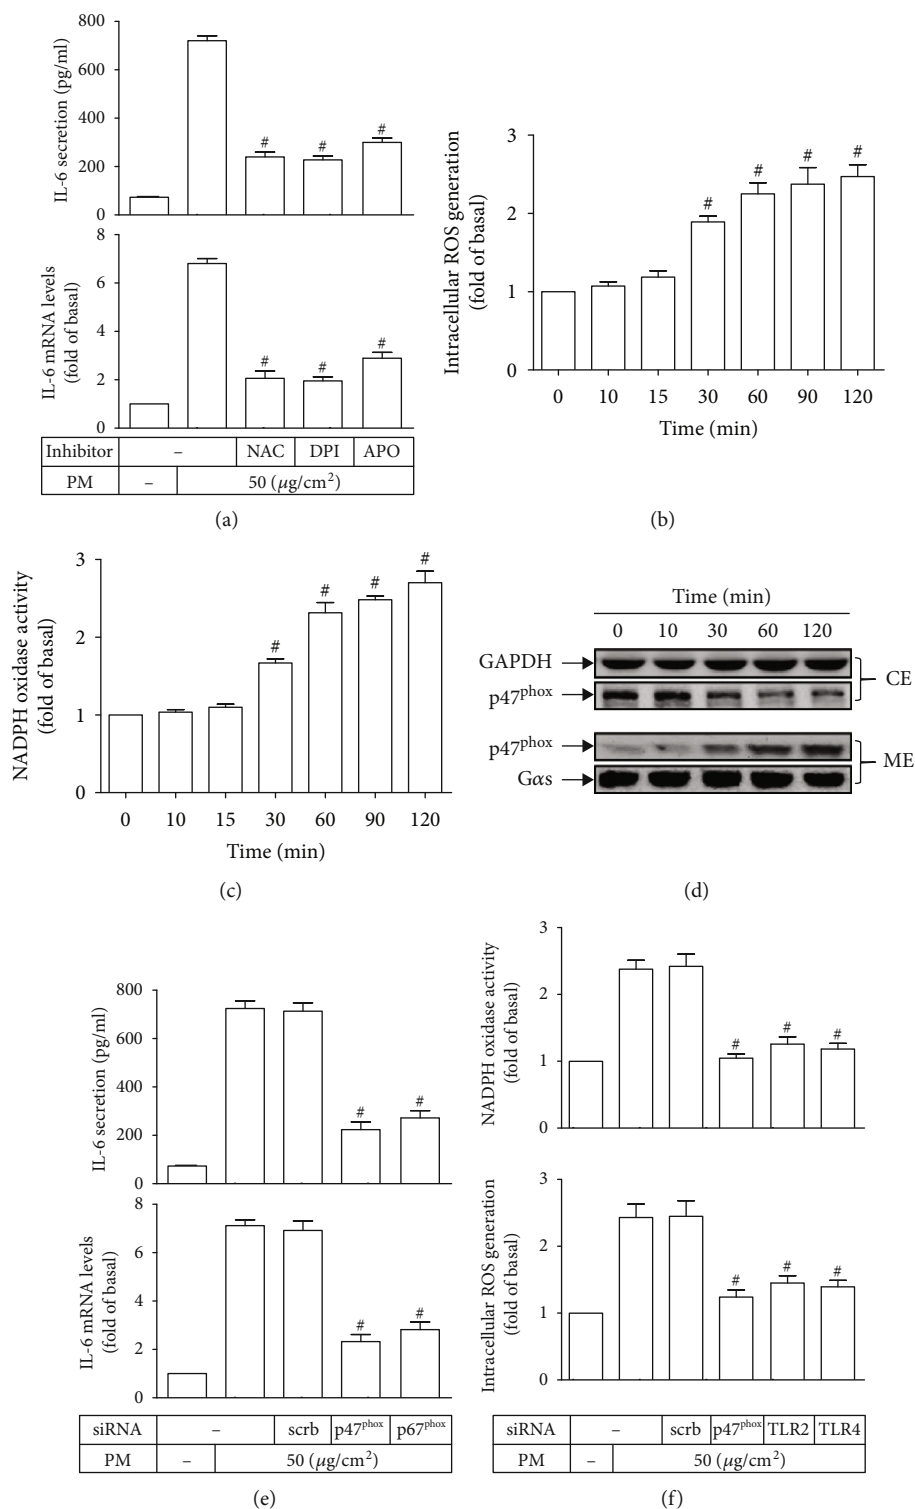 800
600
400
200
0
IL-6 secretion (pg/ml)
#
#
#
8
6
4
2
0
IL-6 mRNA levels
(fold of basal)
#
#
#
Inhibitor – NAC DPI APO
PM – 50 (μg/cm²)
(a)
3
2
1
0
Intracellular ROS generation
(fold of basal)
# # # #
0 10 15 30 60 90 120
Time (min)
(b)
3
2
1
0
NADPH oxidase activity
(fold of basal)
# # # #
0 10 15 30 60 90 120
Time (min)
(c)
Time (min)
0 10 30 60 120
GAPDH
p47phox
CE
p47phox
Gαs
ME
(d)
800
600
400
200
0
IL-6 secretion (pg/ml)
# #
8
6
4
2
0
IL-6 mRNA levels
(fold of basal)
# #
siRNA – scrb p47phox p67phox
PM – 50 (μg/cm²)
(e)
3
2
1
0
NADPH oxidase activity
(fold of basal)
# # #
3
2
1
0
Intracellular ROS generation
(fold of basal)
# # #
siRNA – scrb p47phox TLR2 TLR4
PM – 50 (μg/cm²)
(f)